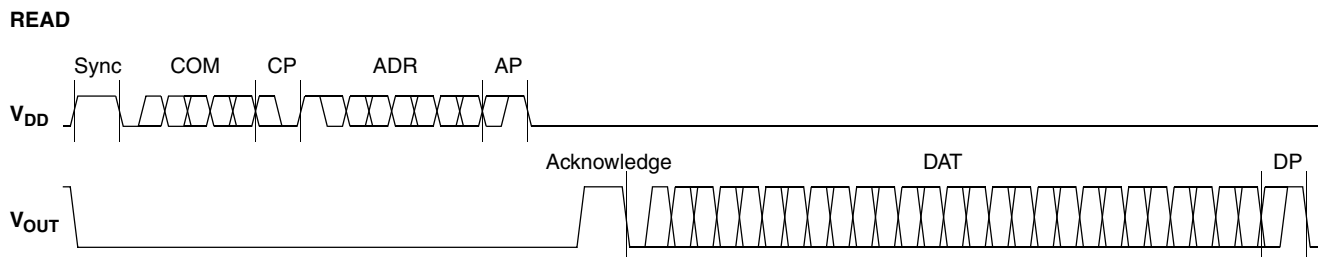 READ
Sync COM CP ADR AP
VDD
Acknowledge DAT DP
VOUT